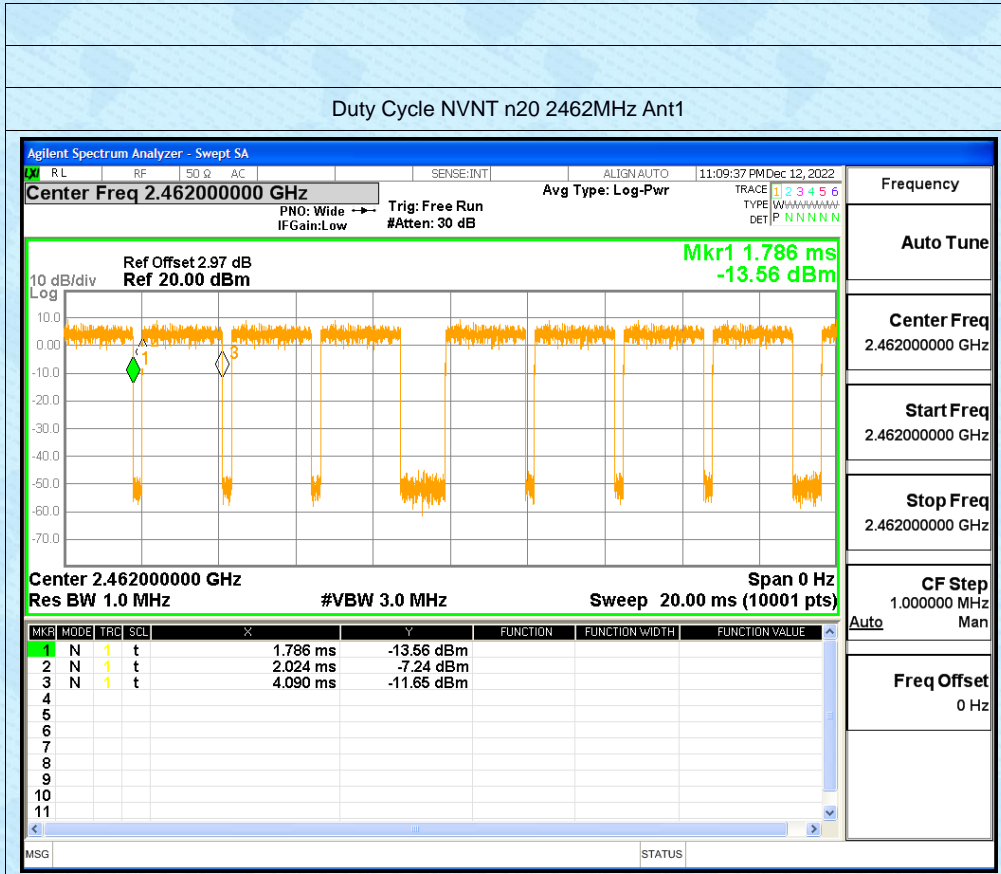 Duty Cycle NVNT n20 2462MHz Ant1
Agilent Spectrum Analyzer - Swept SA
LXI RL RF 50 Ω AC SENSE:INT ALIGN AUTO 11:09:37 PM Dec 12, 2022
Center Freq 2.462000000 GHz
PNO: Wide
IFGain:Low
Trig: Free Run
#Atten: 30 dB
Avg Type: Log-Pwr
TRACE 1 2 3 4 5 6
TYPE WWWWWW
DET P N N N N N
Ref Offset 2.97 dB
Ref 20.00 dBm
10 dB/div
Log
Mkr1 1.786 ms
-13.56 dBm
10.0
0.00
-10.0
-20.0
-30.0
-40.0
-50.0
-60.0
-70.0
1
3
Center 2.462000000 GHz
Span 0 Hz
Res BW 1.0 MHz
#VBW 3.0 MHz
Sweep 20.00 ms (10001 pts)
MKR MODE TRC SCL X Y FUNCTION FUNCTION WIDTH FUNCTION VALUE
1 N 1 t 1.786 ms -13.56 dBm
2 N 1 t 2.024 ms -7.24 dBm
3 N 1 t 4.090 ms -11.65 dBm
4
5
6
7
8
9
10
11
MSG
STATUS
Frequency
Auto Tune
Center Freq
2.462000000 GHz
Start Freq
2.462000000 GHz
Stop Freq
2.462000000 GHz
CF Step
1.000000 MHz
Auto Man
Freq Offset
0 Hz